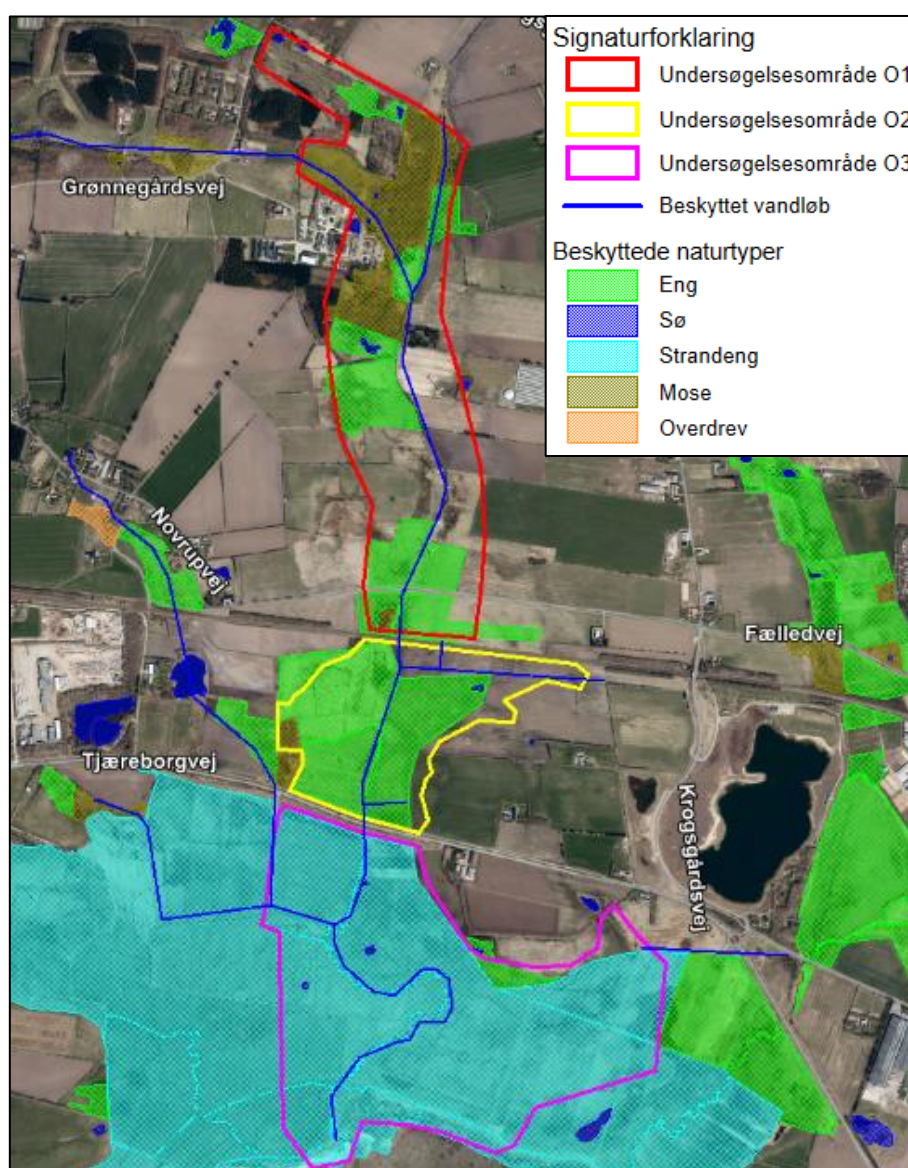 Signaturforklaring
Undersøgelsesområde O1
Undersøgelsesområde O2
Undersøgelsesområde O3
Beskyttet vandløb
Beskyttede naturtyper
Eng
Sø
Strandeng
Mose
Overdrev
Grønnegårdsvej
Novrupvej
Fælledvej
Tjæreborgvej
Krogsgårdsvej